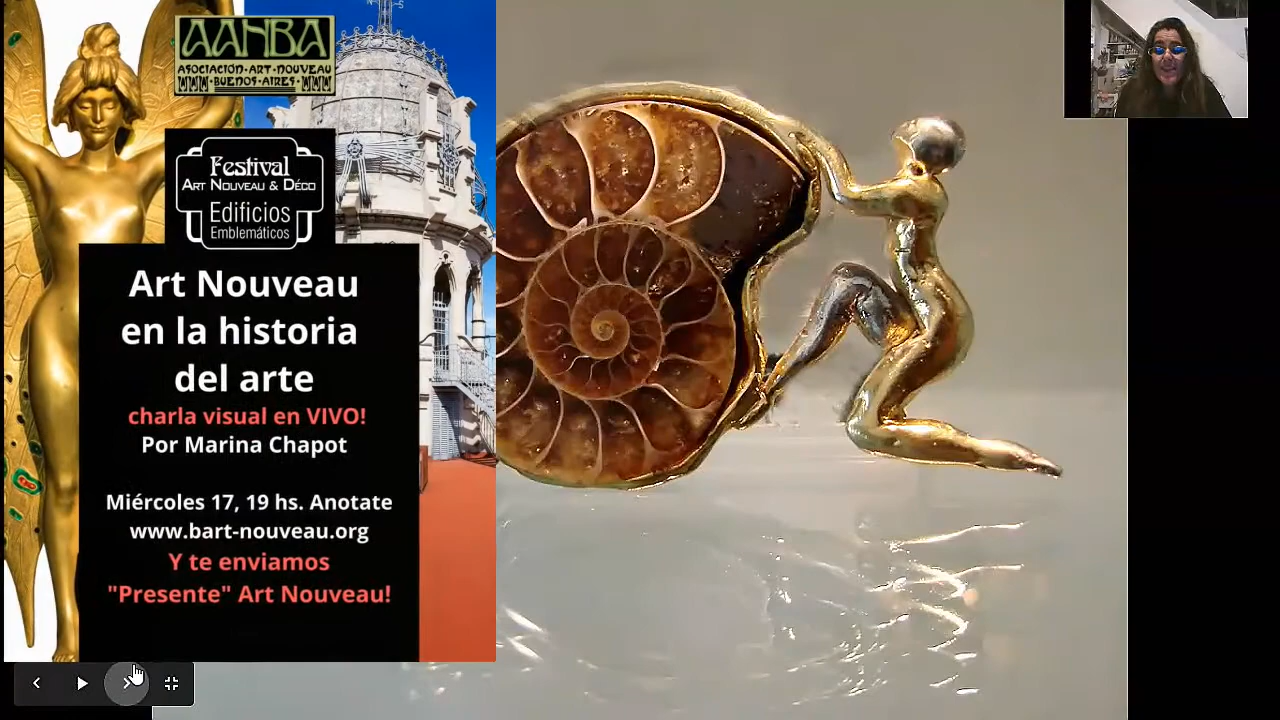 AANBA
ASOCIACIÓN·ART·NOUVEAU
·BUENOS·AIRES·
Festival
ART NOUVEAU & DÉCO
Edificios
Emblemáticos
Art Nouveau
en la historia
del arte
charla visual en VIVO!
Por Marina Chapot
Miércoles 17, 19 hs. Anotate
www.bart-nouveau.org
Y te enviamos
"Presente" Art Nouveau!